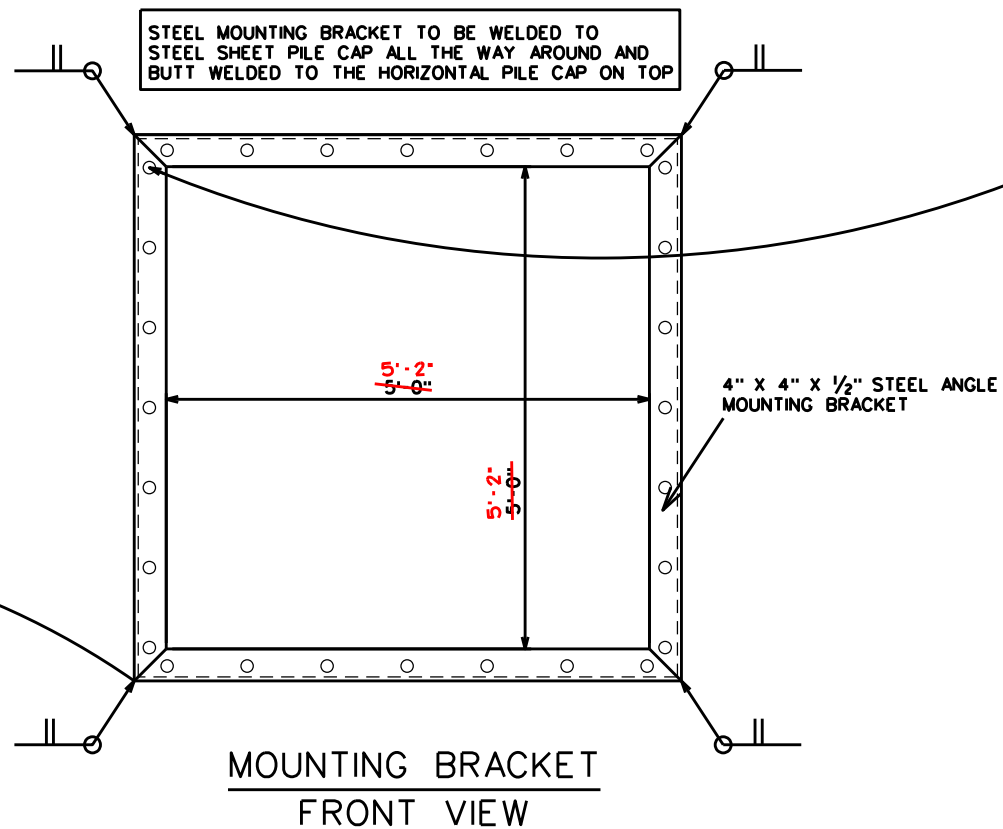 STEEL MOUNTING BRACKET TO BE WELDED TO
STEEL SHEET PILE CAP ALL THE WAY AROUND AND
BUTT WELDED TO THE HORIZONTAL PILE CAP ON TOP
5'-2"
5'-0"
4" X 4" X 1/2" STEEL ANGLE
MOUNTING BRACKET
5'-2"
5'-0"
MOUNTING BRACKET
FRONT VIEW